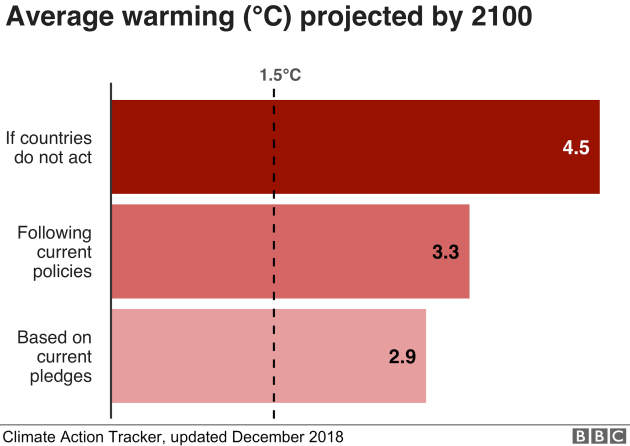 Average warming (°C) projected by 2100
1.5°C
If countries
do not act
4.5
Following
current
policies
3.3
Based on
current
pledges
2.9
Climate Action Tracker, updated December 2018
BBC